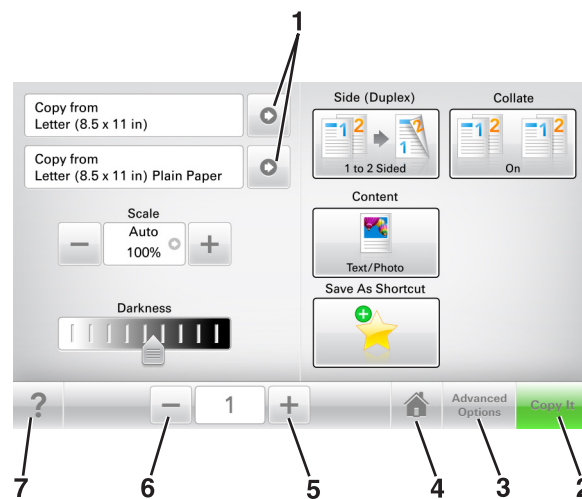 1
Copy from
Letter (8.5 x 11 in)
Copy from
Letter (8.5 x 11 in) Plain Paper
Scale
Auto
100%
Darkness
Side (Duplex)
1 2 1 2
1 to 2 Sided
Collate
1 2 1 2
On
Content
Text/Photo
Save As Shortcut
?
1
Advanced
Options
Copy It
7
6
5
4
3
2